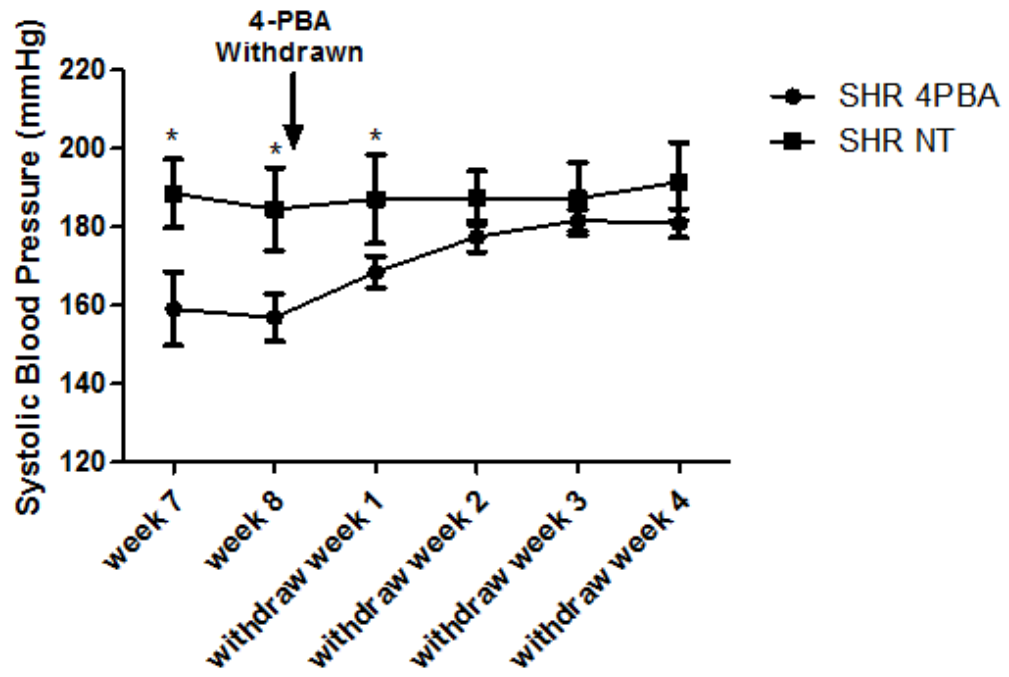 4-PBA
Withdrawn
Systolic Blood Pressure (mmHg)
220
200
180
160
140
120
*
*
*
week 7
week 8
withdraw week 1
withdraw week 2
withdraw week 3
withdraw week 4
SHR 4PBA
SHR NT